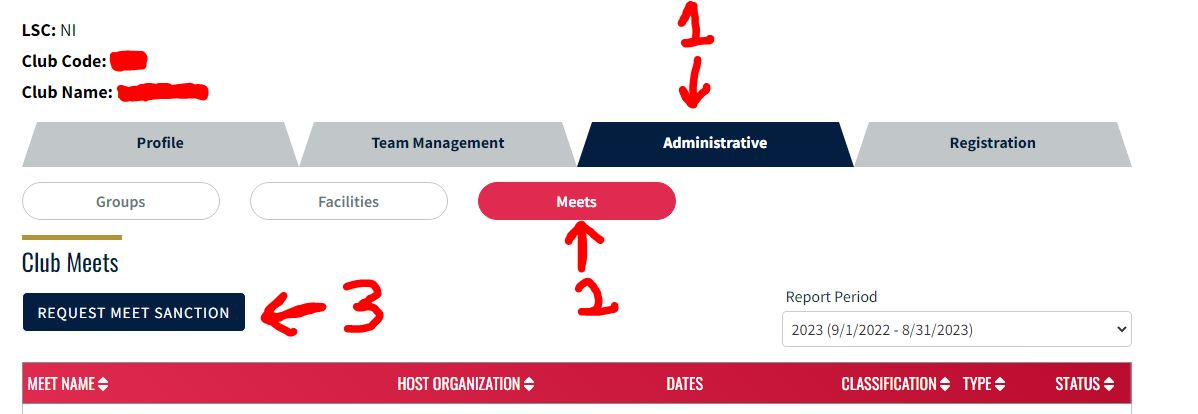 1
LSC: NI
Club Code:
Club Name:
Profile Team Management Administrative Registration
Groups Facilities Meets
Club Meets
2
REQUEST MEET SANCTION
3
Report Period
2023 (9/1/2022 - 8/31/2023)
MEET NAME HOST ORGANIZATION DATES CLASSIFICATION TYPE STATUS